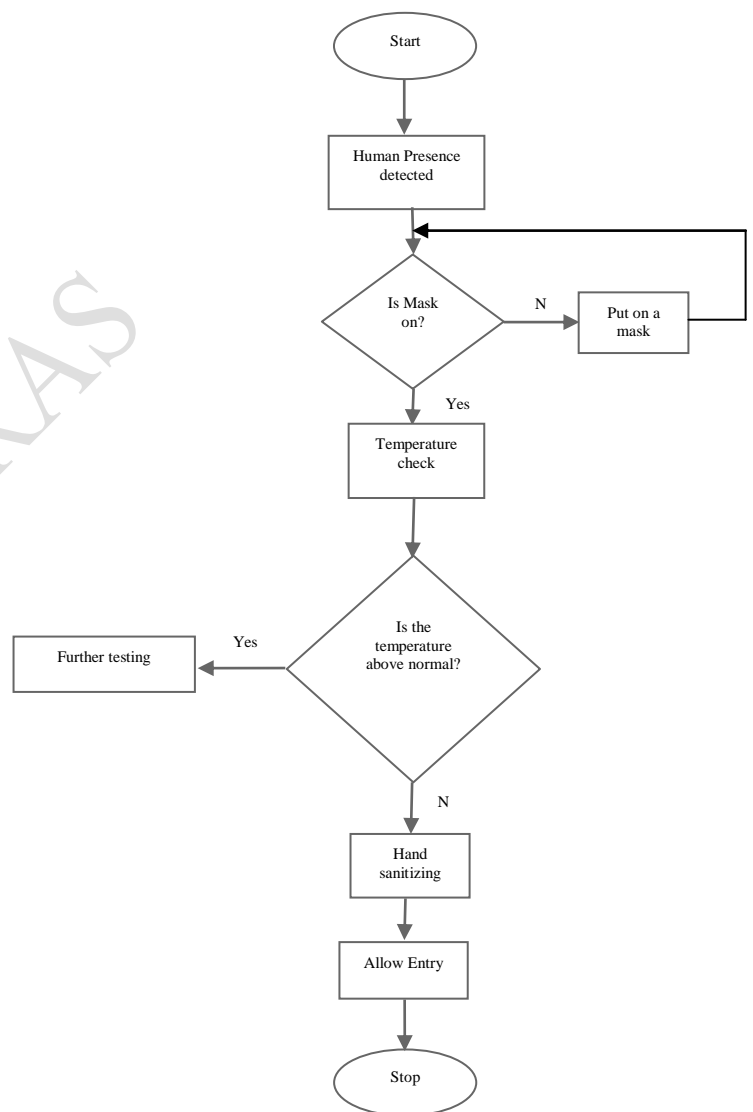 Start
Human Presence
detected
Is Mask
on?
N
Put on a
mask
Yes
Temperature
check
Is the
temperature
above normal?
Yes
Further testing
N
Hand
sanitizing
Allow Entry
Stop